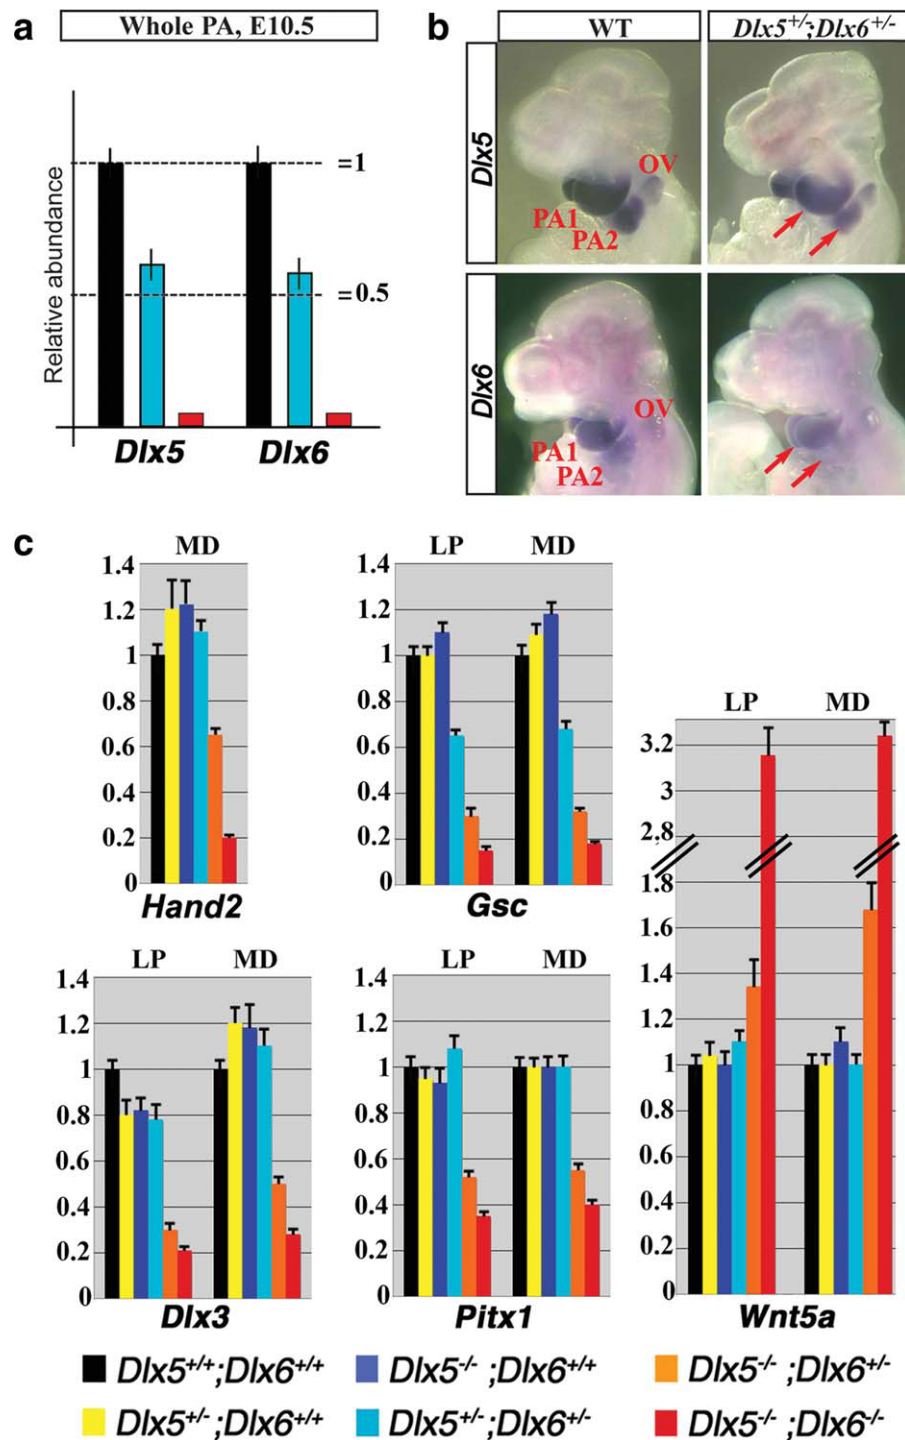 a Whole PA, E10.5
Relative abundance
=1
=0.5
Dlx5 Dlx6
b WT Dlx5+/-;Dlx6+/-
Dlx5
OV
PA1
PA2
Dlx6
OV
PA1
PA2
c
MD
1.4
1.2
1
0.8
0.6
0.4
0.2
0
Hand2
LP MD
1.4
1.2
1
0.8
0.6
0.4
0.2
0
Gsc
LP MD
3.2
3
2.8
1.8
1.6
1.4
1.2
1
0.8
0.6
0.4
0.2
0
Wnt5a
LP MD
1.4
1.2
1
0.8
0.6
0.4
0.2
0
Dlx3
LP MD
1.4
1.2
1
0.8
0.6
0.4
0.2
0
Pitx1
Dlx5+/+;Dlx6+/+ Dlx5-/- ;Dlx6+/+ Dlx5-/- ;Dlx6+/-
Dlx5+/-;Dlx6+/+ Dlx5+/-;Dlx6+/- Dlx5-/- ;Dlx6-/-